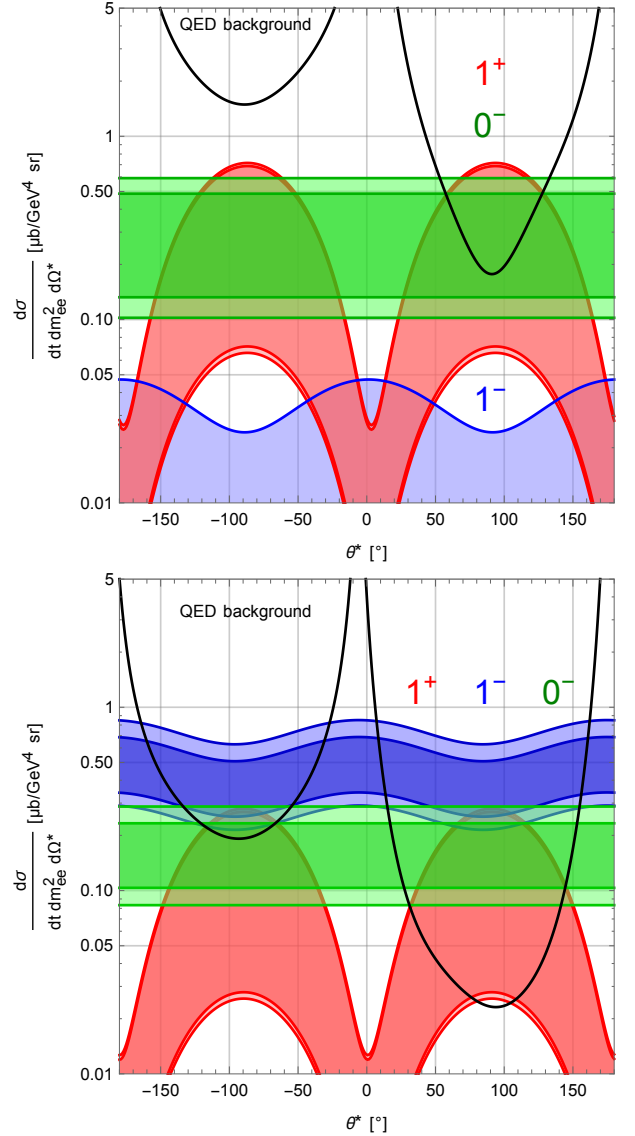 5
QED background
1⁺
0⁻
1
0.50
0.10
0.05
1⁻
0.01
dσ
dt dm²ee dΩ* [μb/GeV⁴ sr]
−150 −100 −50 0 50 100 150
θ* [°]
5
QED background
1⁺ 1⁻ 0⁻
1
0.50
0.10
0.05
0.01
dσ
dt dm²ee dΩ* [μb/GeV⁴ sr]
−150 −100 −50 0 50 100 150
θ* [°]